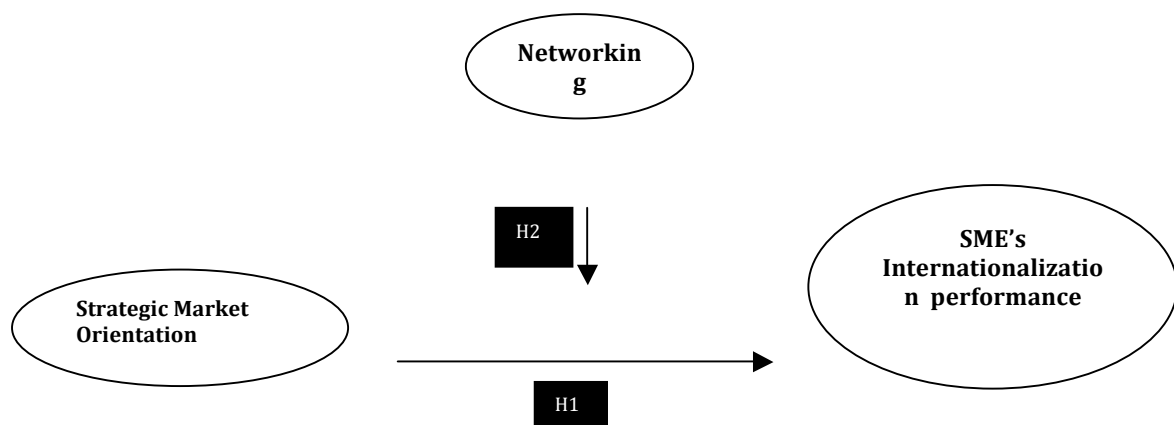 Networkin
g
H2
SME's
Internationalizatio
n performance
Strategic Market
Orientation
H1